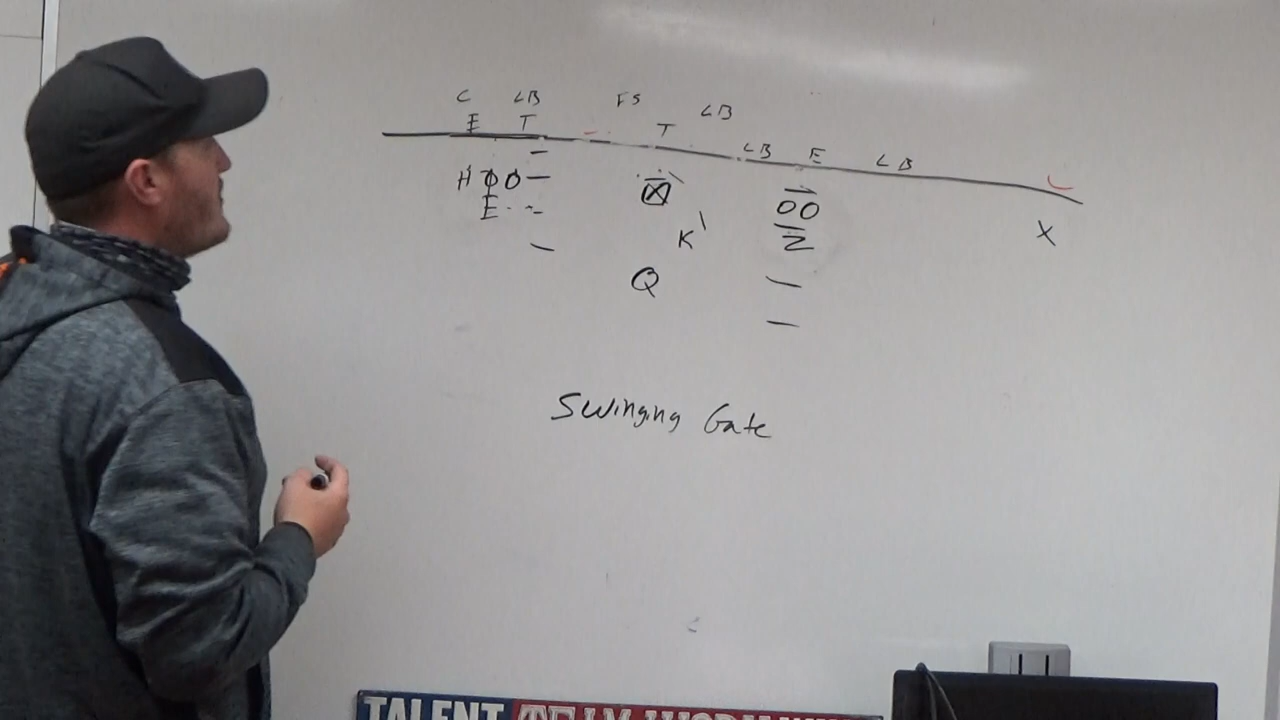 C LB FS LB
E T T
LB E LB C
H O O X
E O O
K Z X
Q
Swinging Gate
TALENT